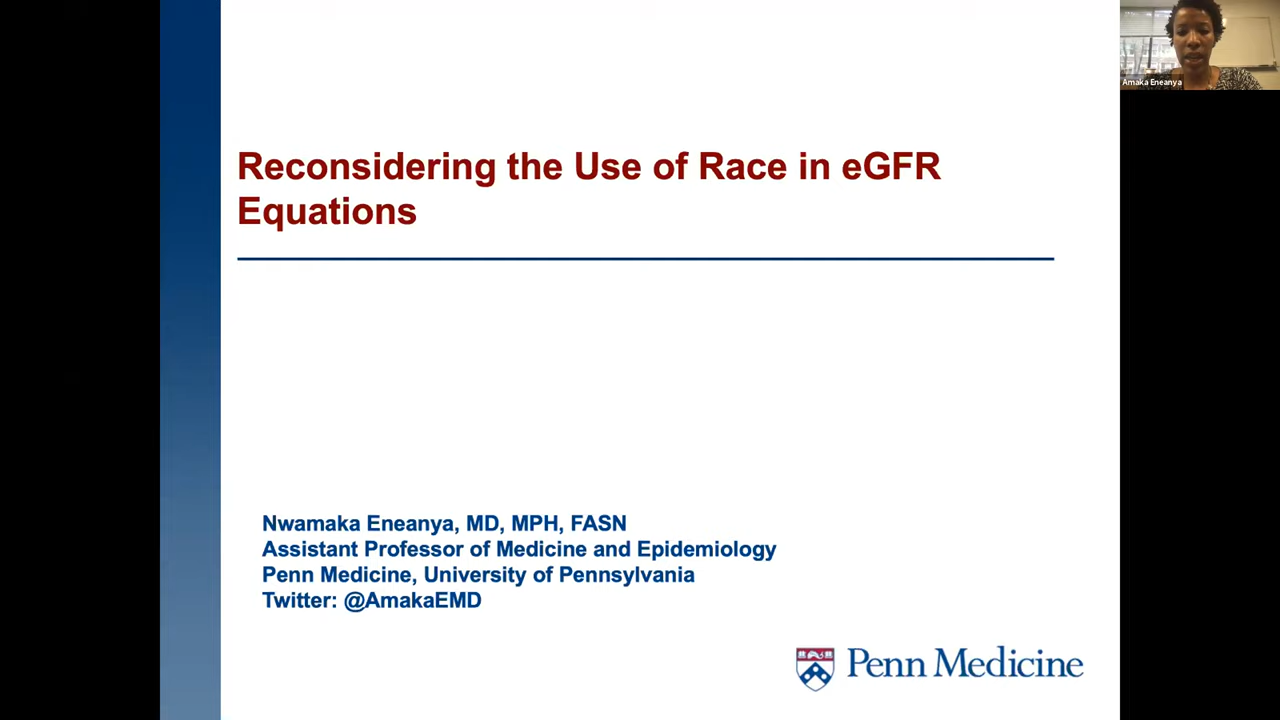 Amaka Eneanya
Reconsidering the Use of Race in eGFR
Equations
Nwamaka Eneanya, MD, MPH, FASN
Assistant Professor of Medicine and Epidemiology
Penn Medicine, University of Pennsylvania
Twitter: @AmakaEMD
Penn Medicine